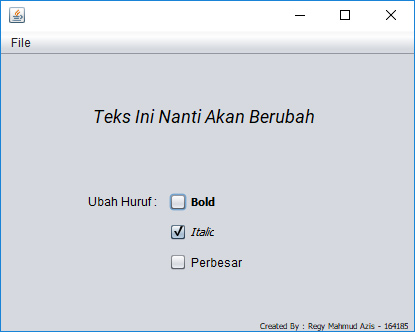 File
Teks Ini Nanti Akan Berubah
Ubah Huruf : Bold
Italic
Perbesar
Created By : Regy Mahmud Azis - 164185